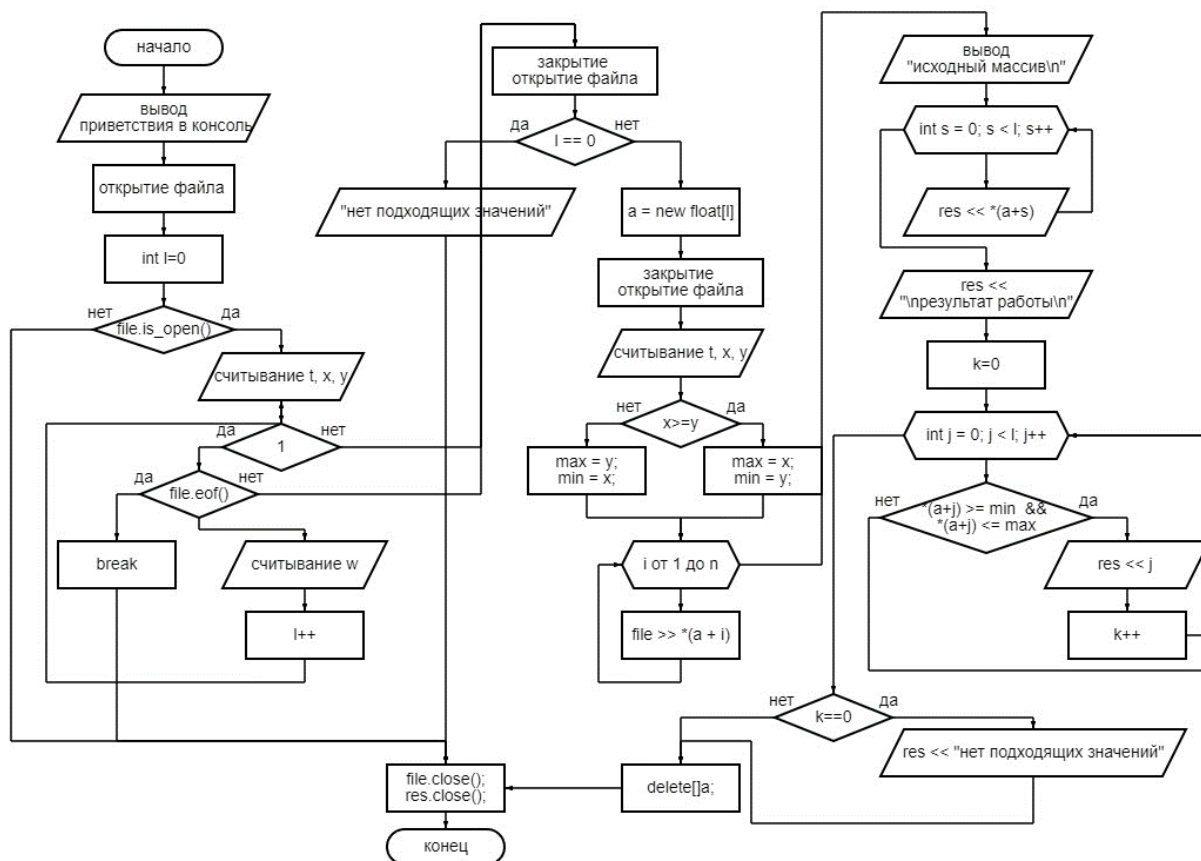 начало
вывод
приветствия в консоль
открытие файла
int l=0
нет
да
file.is_open()
считывание t, x, y
да
нет
1
да
нет
file.eof()
break
считывание w
l++
закрытие
открытие файла
да
нет
l == 0
"нет подходящих значений"
a = new float[l]
закрытие
открытие файла
считывание t, x, y
нет
да
x>=y
max = y;
min = x;
max = x;
min = y;
i от 1 до n
file >> *(a + i)
вывод
"исходный массив\n"
int s = 0; s < l; s++
res << *(a+s)
res <<
"\nрезультат работы\n"
k=0
int j = 0; j < l; j++
нет
да
*(a+j) >= min &&
*(a+j) <= max
res << j
k++
нет
да
k==0
res << "нет подходящих значений"
delete[]a;
file.close();
res.close();
конец